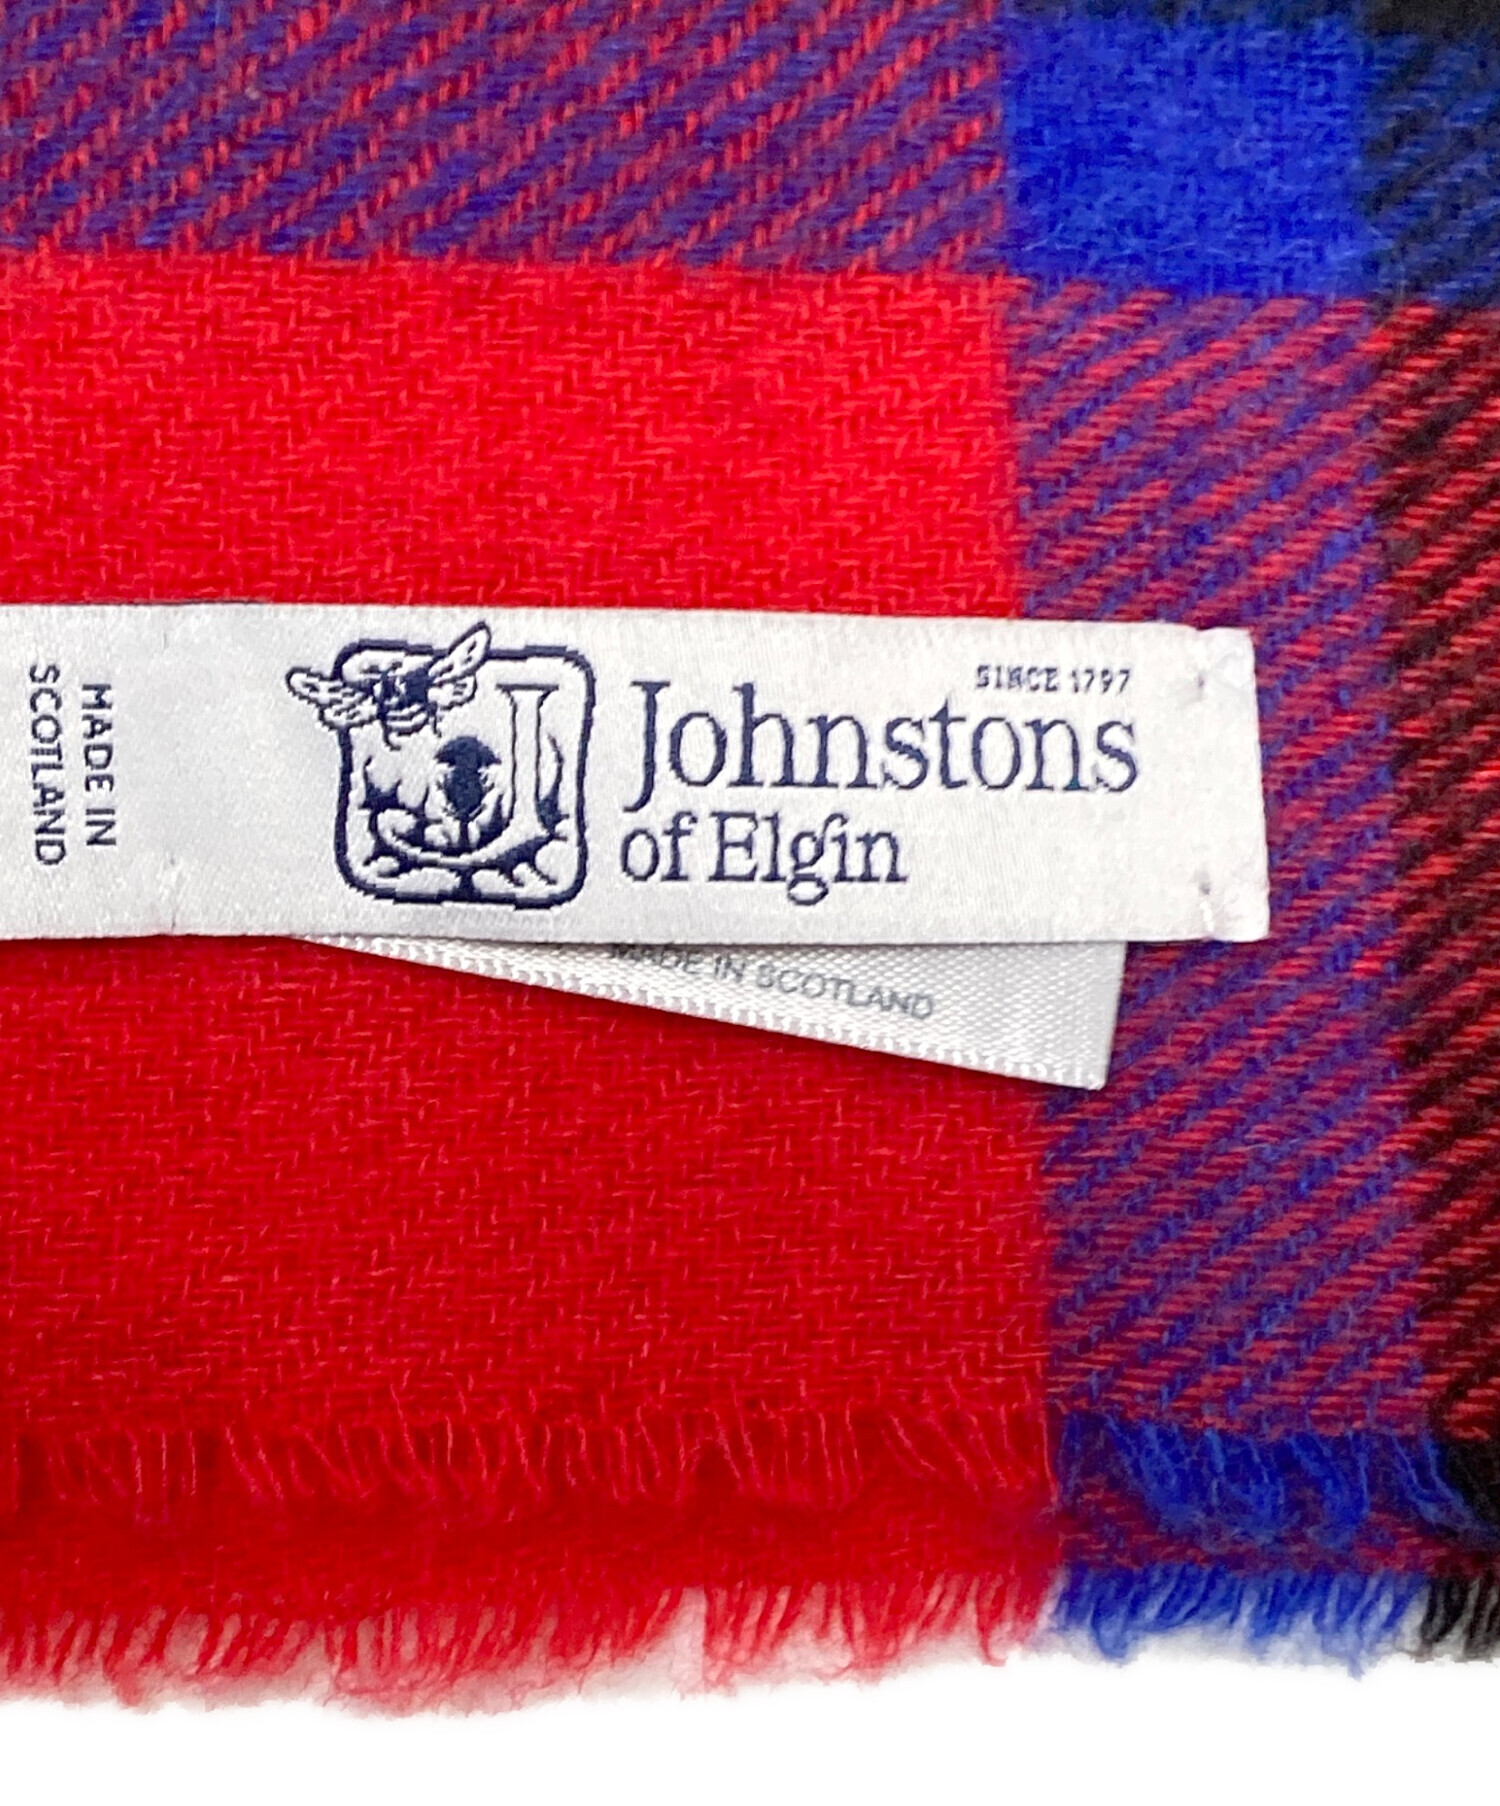 MADE IN
SCOTLAND
J
SINCE 1797
Johnstons
of Elgin
MADE IN SCOTLAND